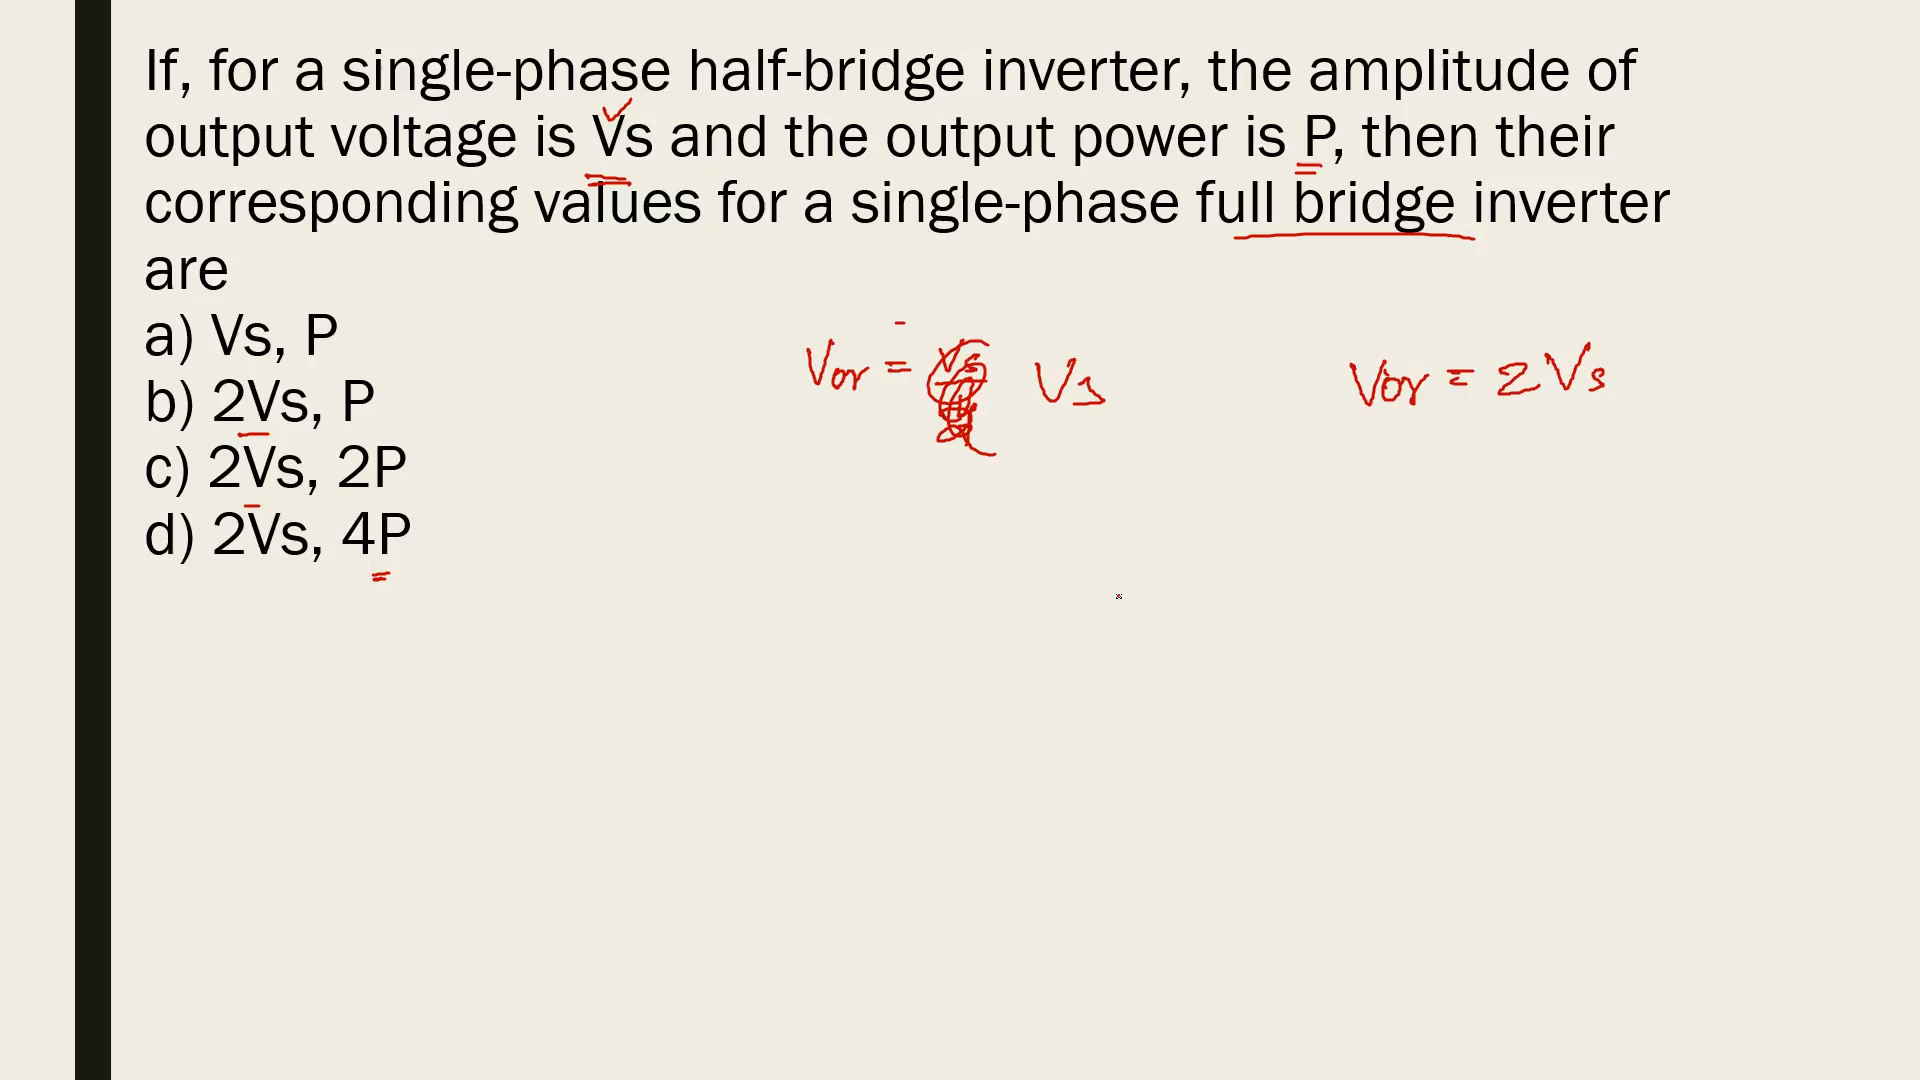 If, for a single-phase half-bridge inverter, the amplitude of
output voltage is Vs and the output power is P, then their
corresponding values for a single-phase full bridge inverter
are
a) Vs, P
b) 2Vs, P
c) 2Vs, 2P
d) 2Vs, 4P
Vor = Vs
Vor = 2Vs